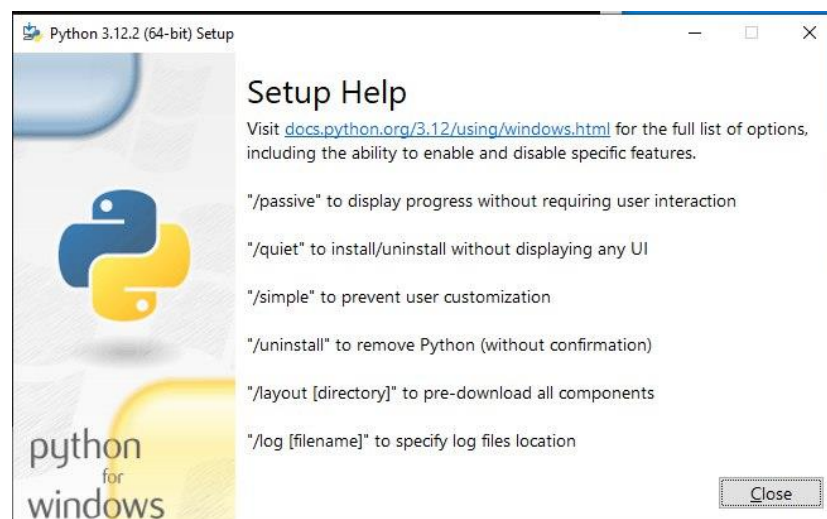 Python 3.12.2 (64-bit) Setup
Setup Help
Visit docs.python.org/3.12/using/windows.html for the full list of options,
including the ability to enable and disable specific features.
"/passive" to display progress without requiring user interaction
"/quiet" to install/uninstall without displaying any UI
"/simple" to prevent user customization
"/uninstall" to remove Python (without confirmation)
"/layout [directory]" to pre-download all components
"/log [filename]" to specify log files location
python
for
windows
Close